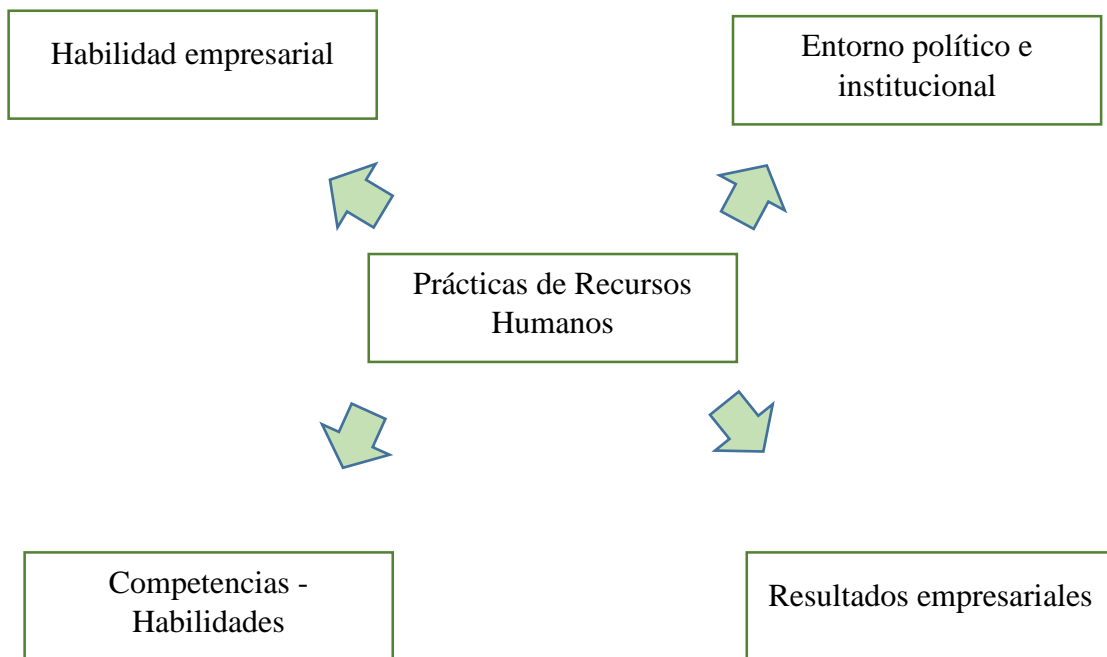 Habilidad empresarial
Entorno político e
institucional
Prácticas de Recursos
Humanos
Competencias -
Habilidades
Resultados empresariales